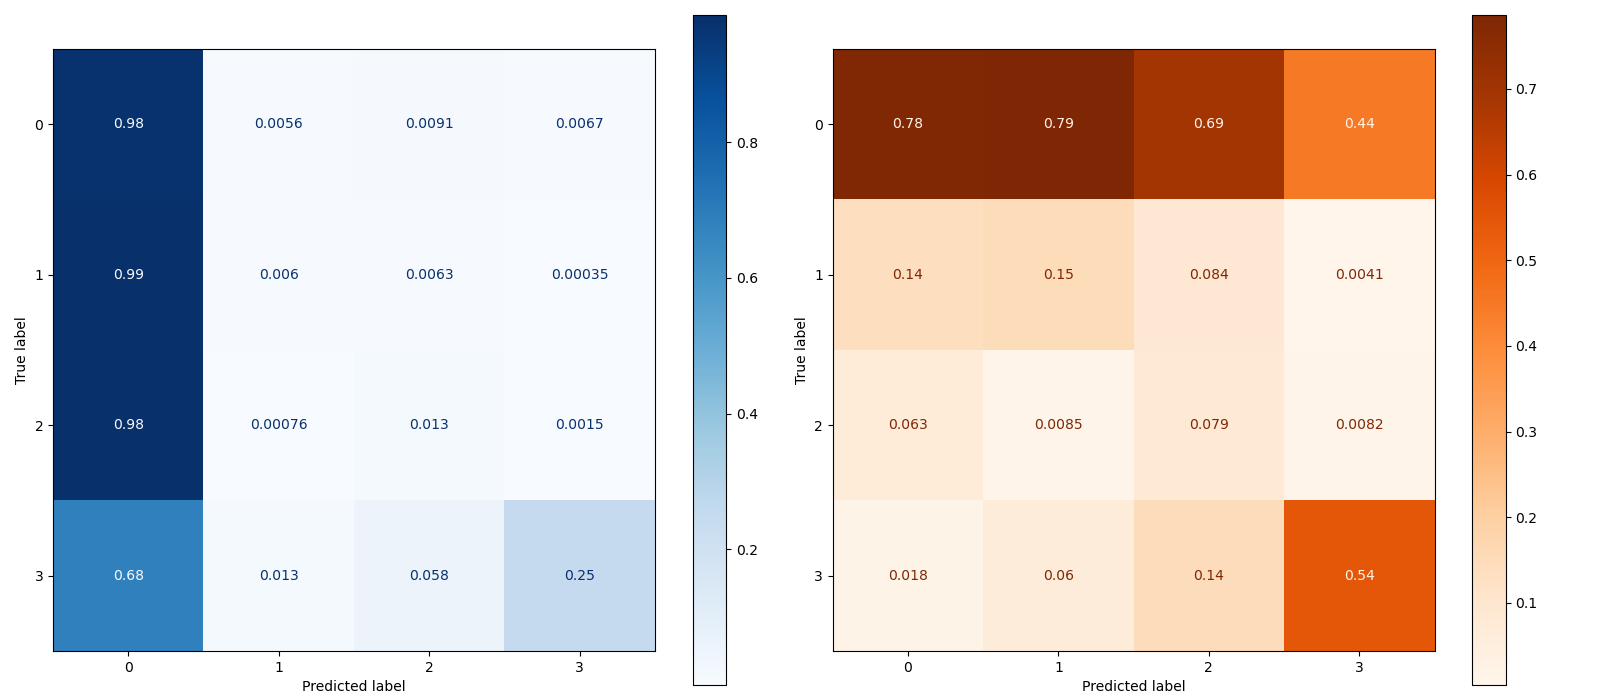 0 0.98 0.0056 0.0091 0.0067
1 0.99 0.006 0.0063 0.00035
2 0.98 0.00076 0.013 0.0015
3 0.68 0.013 0.058 0.25
0 1 2 3
Predicted label
True label
0.8
0.6
0.4
0.2
0 0.78 0.79 0.69 0.44
1 0.14 0.15 0.084 0.0041
2 0.063 0.0085 0.079 0.0082
3 0.018 0.06 0.14 0.54
0 1 2 3
Predicted label
True label
0.7
0.6
0.5
0.4
0.3
0.2
0.1